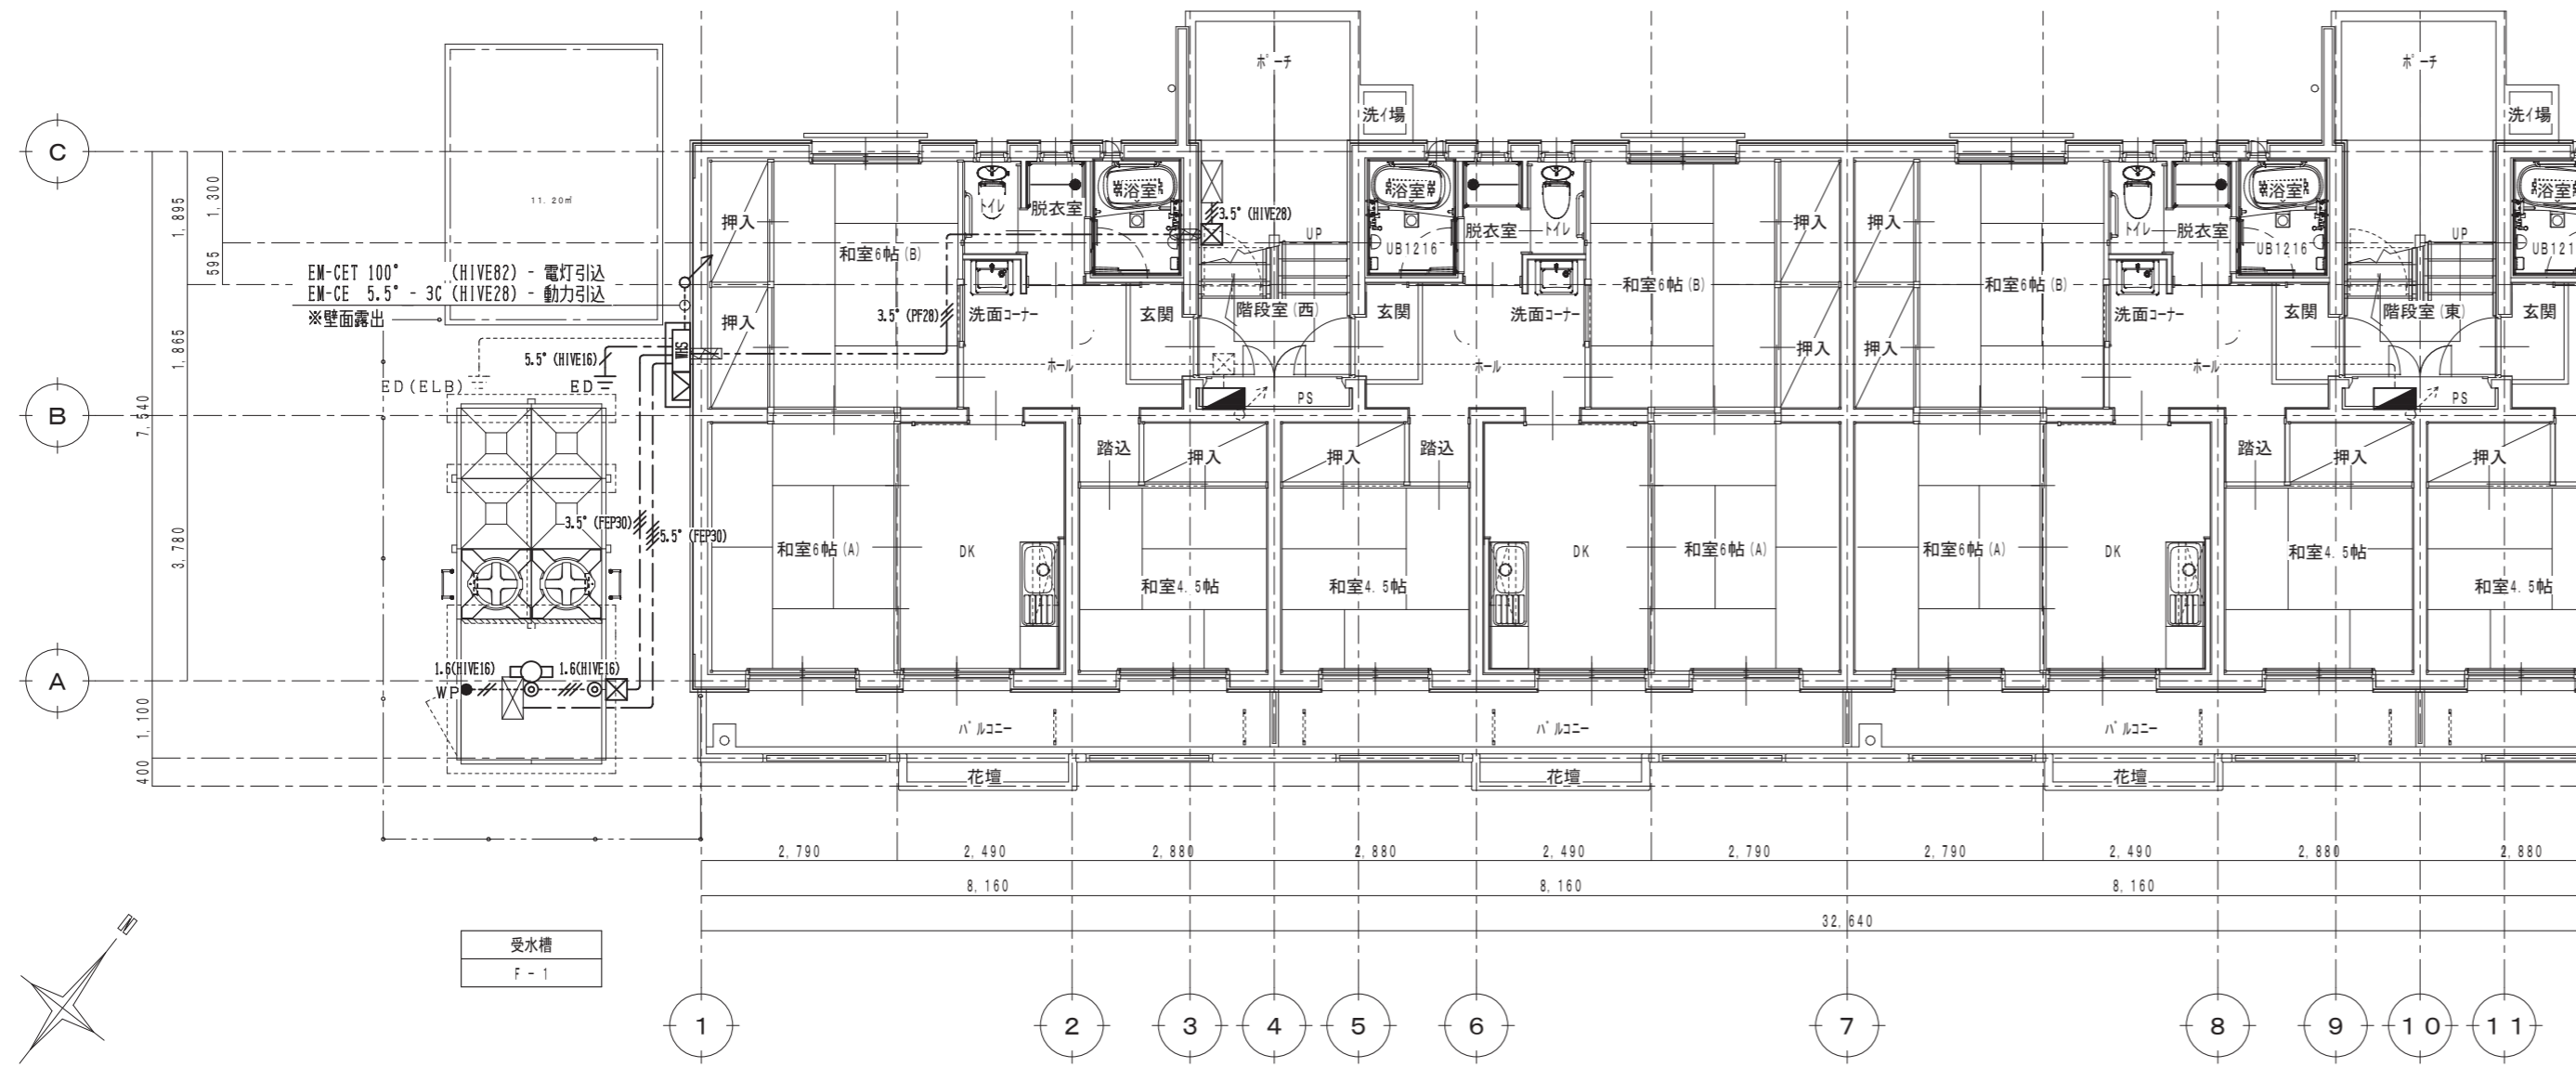 ポーチ
ポーチ
洗イ場
洗イ場
C
11.20㎡
1,300
1,895
595
トイレ
脱衣室
浴室
浴室
脱衣室
トイレ
トイレ
脱衣室
浴室
浴室
押入
和室6帖(B)
3.5° (HIVE28)
UP
UB1216
押入
押入
UP
UB1216
EM-CET 100° (HIVE82) - 電灯引込
EM-CE 5.5° - 3C (HIVE28) - 動力引込
※壁面露出
和室6帖(B)
和室6帖(B)
押入
3.5° (PF28)
洗面コーナー
玄関
階段室(西)
玄関
洗面コーナー
洗面コーナー
玄関
階段室(東)
玄関
1,865
5.5° (HIVE16)
WHS
押入
押入
ホール
ホール
ホール
ED(ELB)
ED
PS
PS
B
7,540
踏込
押入
押入
踏込
踏込
押入
押入
3.5° (FEP30)
5.5° (FEP30)
3,780
和室6帖(A)
DK
和室4.5帖
和室4.5帖
DK
和室6帖(A)
和室6帖(A)
DK
和室4.5帖
和室4.5帖
A
1.6(HIVE16)
1.6(HIVE16)
WP
1,100
バルコニー
バルコニー
バルコニー
400
花壇
花壇
花壇
2,790
2,490
2,880
2,880
2,490
2,790
2,790
2,490
2,880
2,880
8,160
8,160
8,160
32,640
N
受水槽
F - 1
1
2
3
4
5
6
7
8
9
10
11